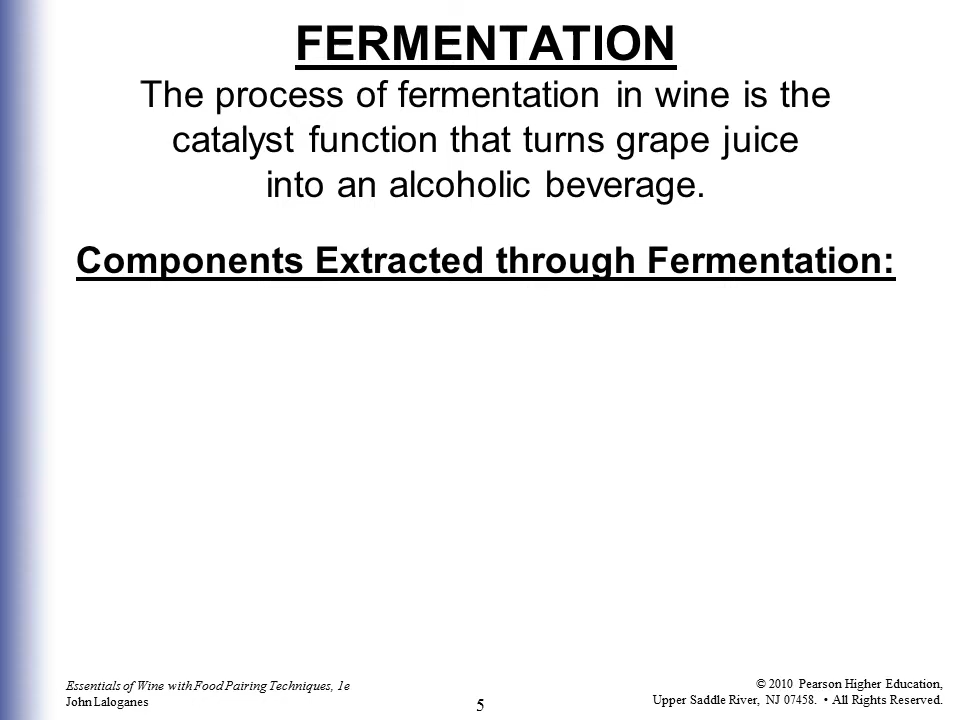 FERMENTATION
The process of fermentation in wine is the
catalyst function that turns grape juice
into an alcoholic beverage.
Components Extracted through Fermentation:
Essentials of Wine with Food Pairing Techniques, 1e
John Laloganes
5
© 2010 Pearson Higher Education,
Upper Saddle River, NJ 07458. • All Rights Reserved.